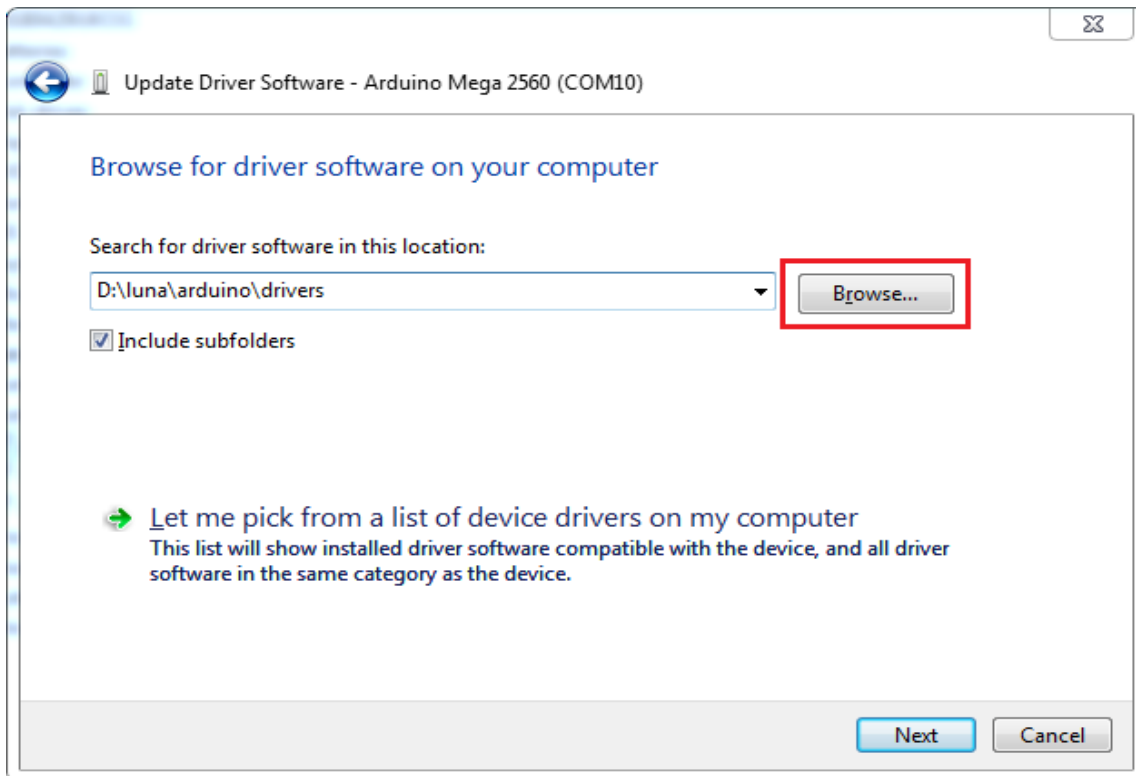 Update Driver Software - Arduino Mega 2560 (COM10)
Browse for driver software on your computer
Search for driver software in this location:
D:\luna\arduino\drivers
Browse...
Include subfolders
Let me pick from a list of device drivers on my computer
This list will show installed driver software compatible with the device, and all driver
software in the same category as the device.
Next
Cancel